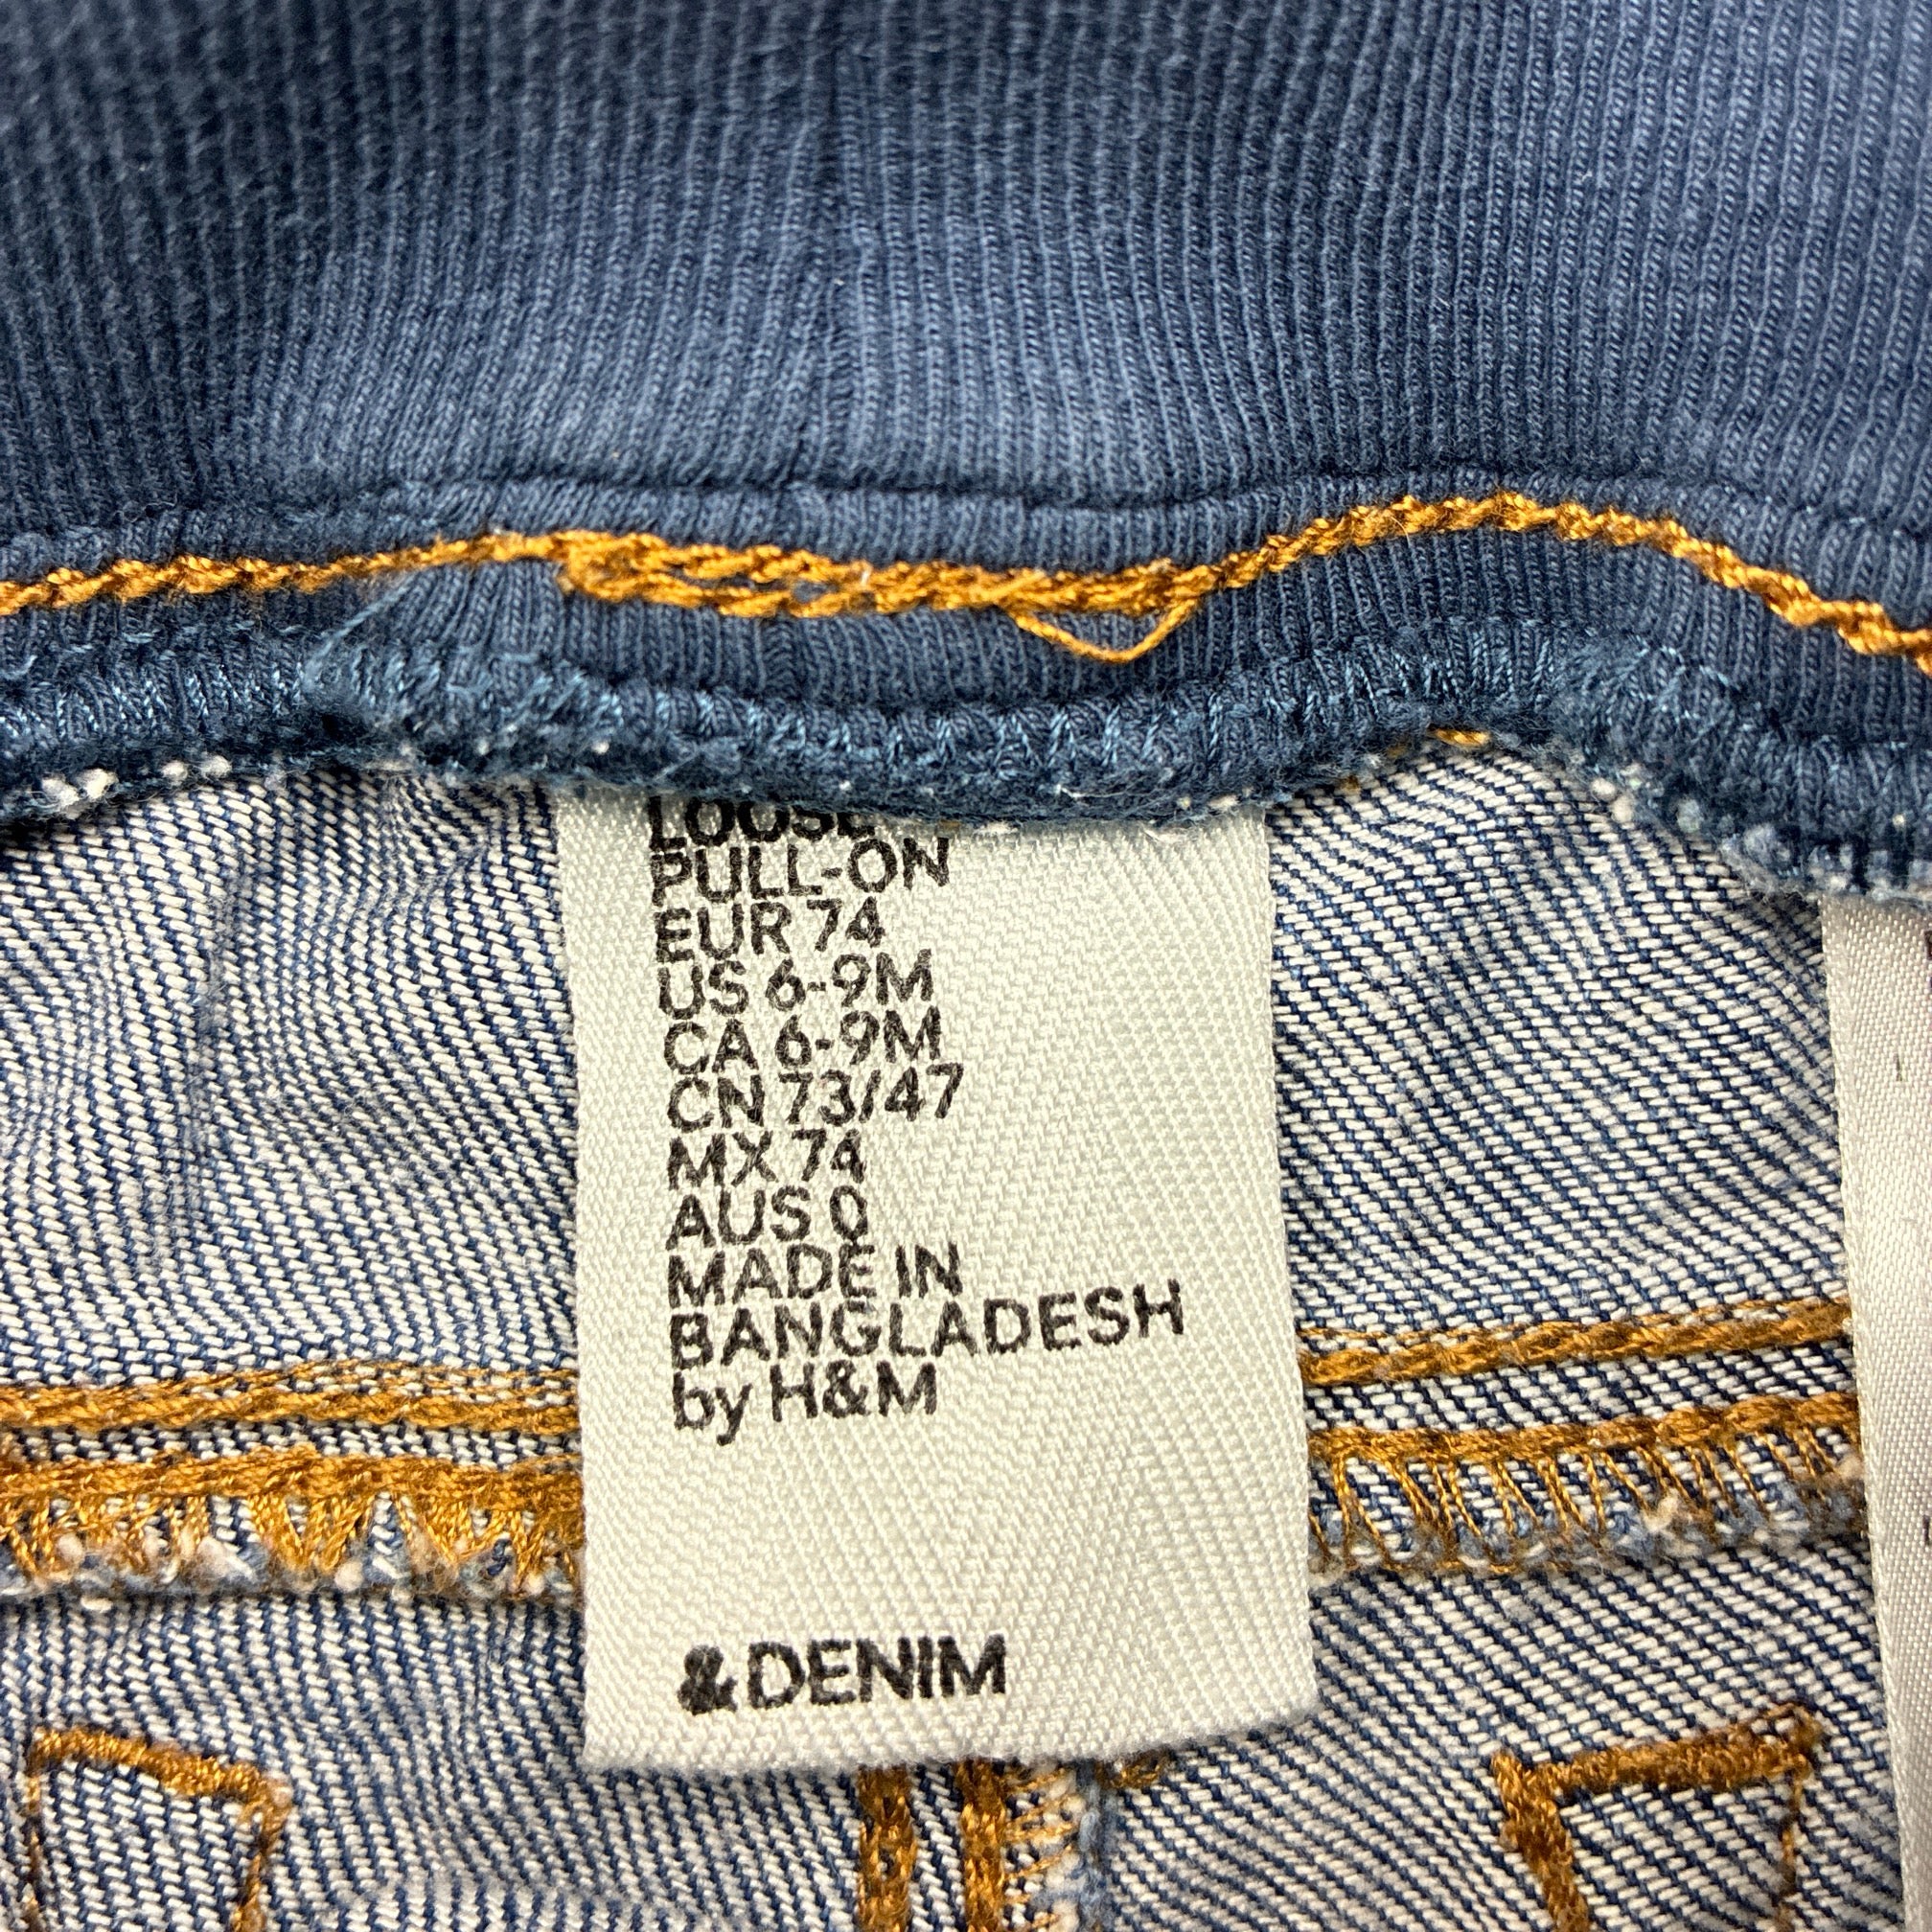 LOOSE
PULL-ON
EUR 74
US 6-9M
CA 6-9M
CN 73/47
MX 74
AUS 0
MADE IN
BANGLADESH
by H&M
&DENIM